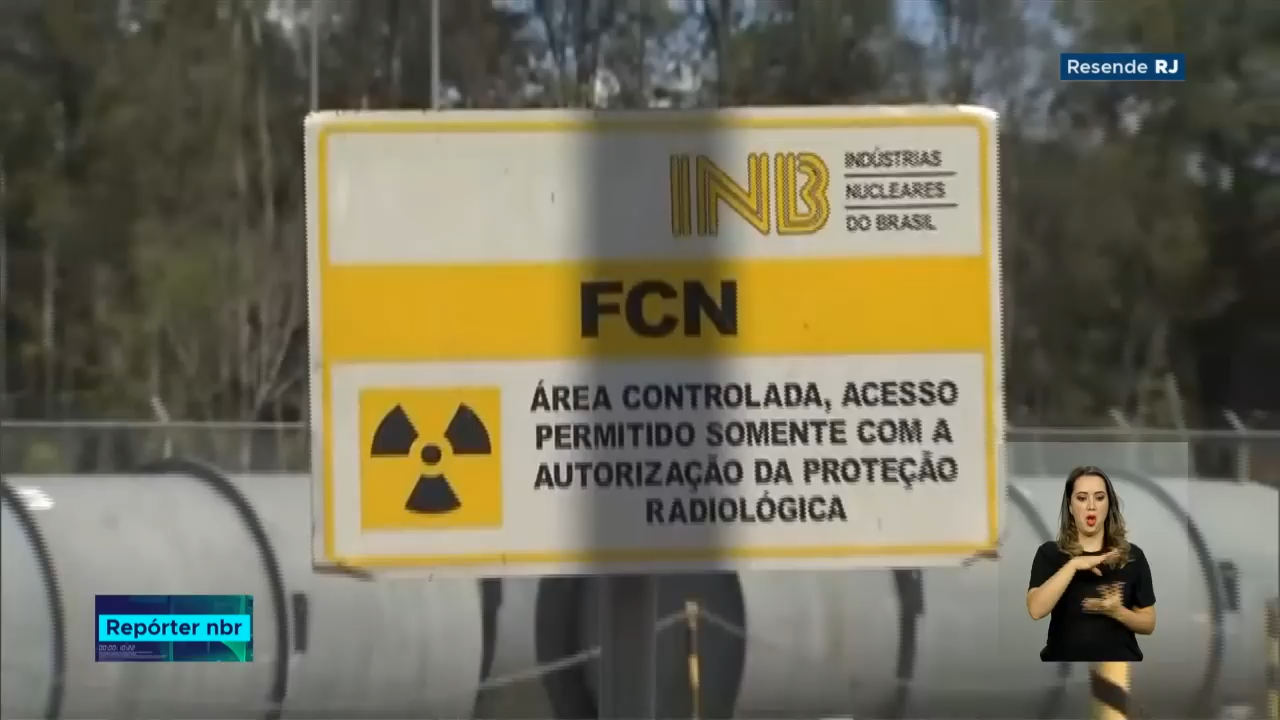 Resende RJ
INB
INDÚSTRIAS
NUCLEARES
DO BRASIL
FCN
ÁREA CONTROLADA, ACESSO
PERMITIDO SOMENTE COM A
AUTORIZAÇÃO DA PROTEÇÃO
RADIOLÓGICA
Repórter nbr